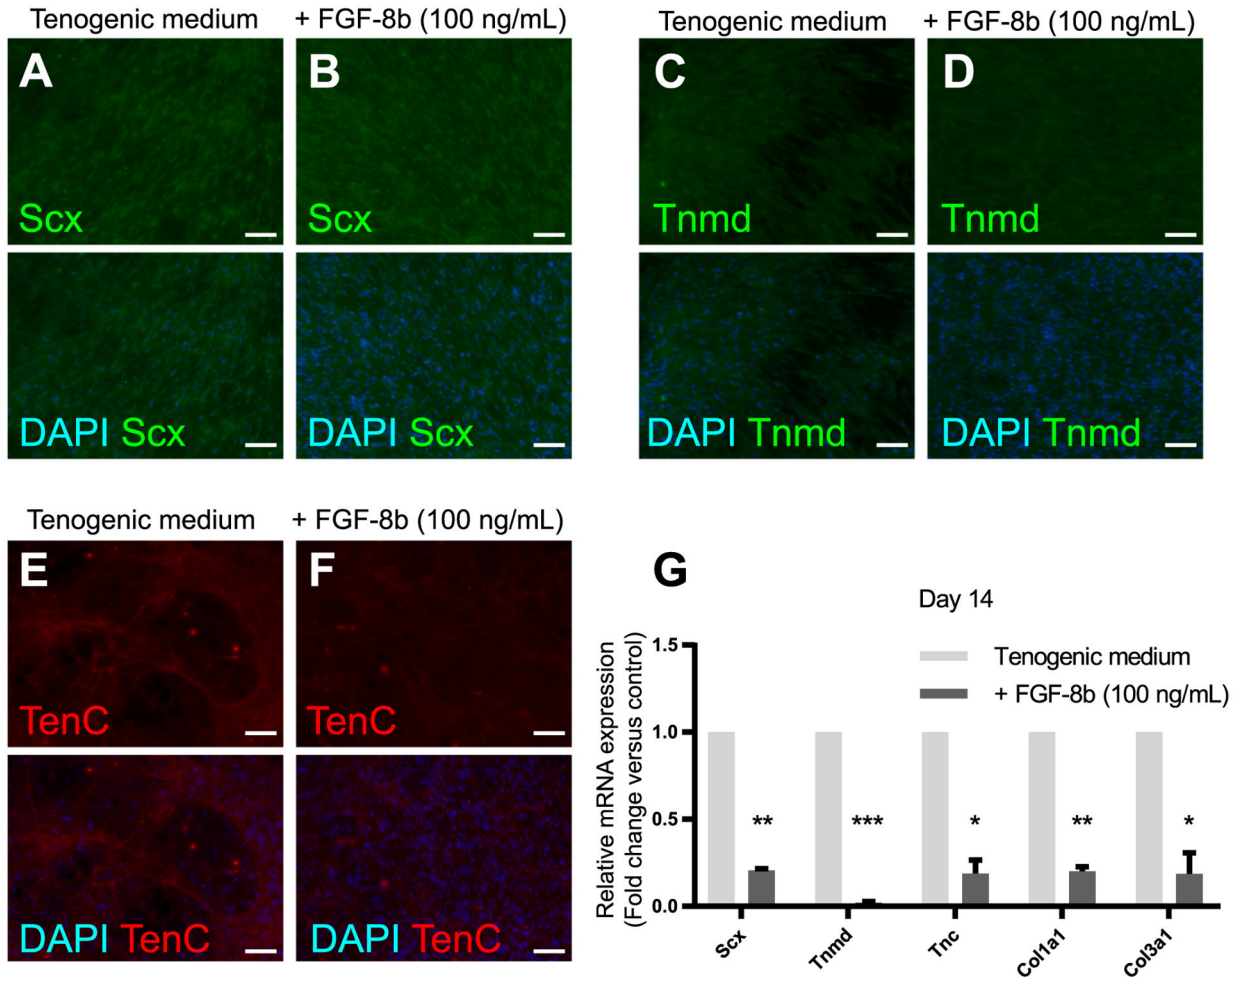 Tenogenic medium + FGF-8b (100 ng/mL) Tenogenic medium + FGF-8b (100 ng/mL)
A B C D
Scx Scx Tnmd Tnmd
DAPI Scx DAPI Scx DAPI Tnmd DAPI Tnmd
Tenogenic medium + FGF-8b (100 ng/mL)
E F
TenC TenC
DAPI TenC DAPI TenC
G
Day 14
Tenogenic medium
+ FGF-8b (100 ng/mL)
Relative mRNA expression
(Fold change versus control)
1.5
1.0
0.5
0.0
** *** * ** *
Scx Tnmd Tnc Col1a1 Col3a1